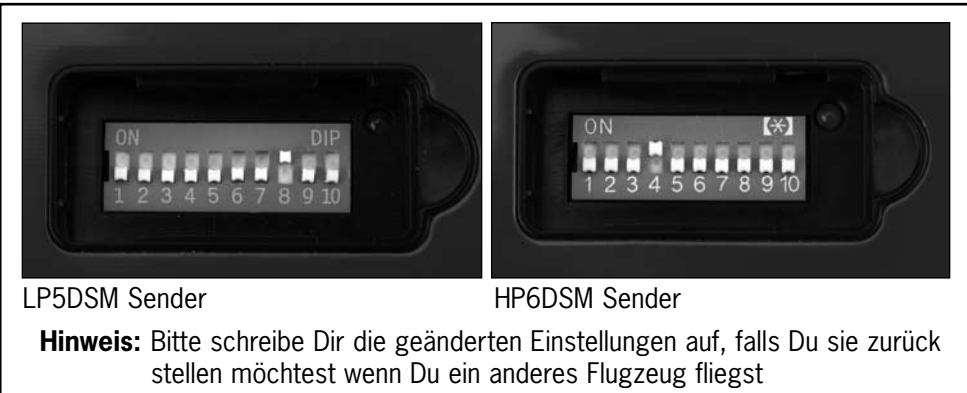 ON DIP
1 2 3 4 5 6 7 8 9 10
ON (*)
1 2 3 4 5 6 7 8 9 10
LP5DSM Sender
HP6DSM Sender
Hinweis: Bitte schreibe Dir die geänderten Einstellungen auf, falls Du sie zurück
stellen möchtest wenn Du ein anderes Flugzeug fliegst